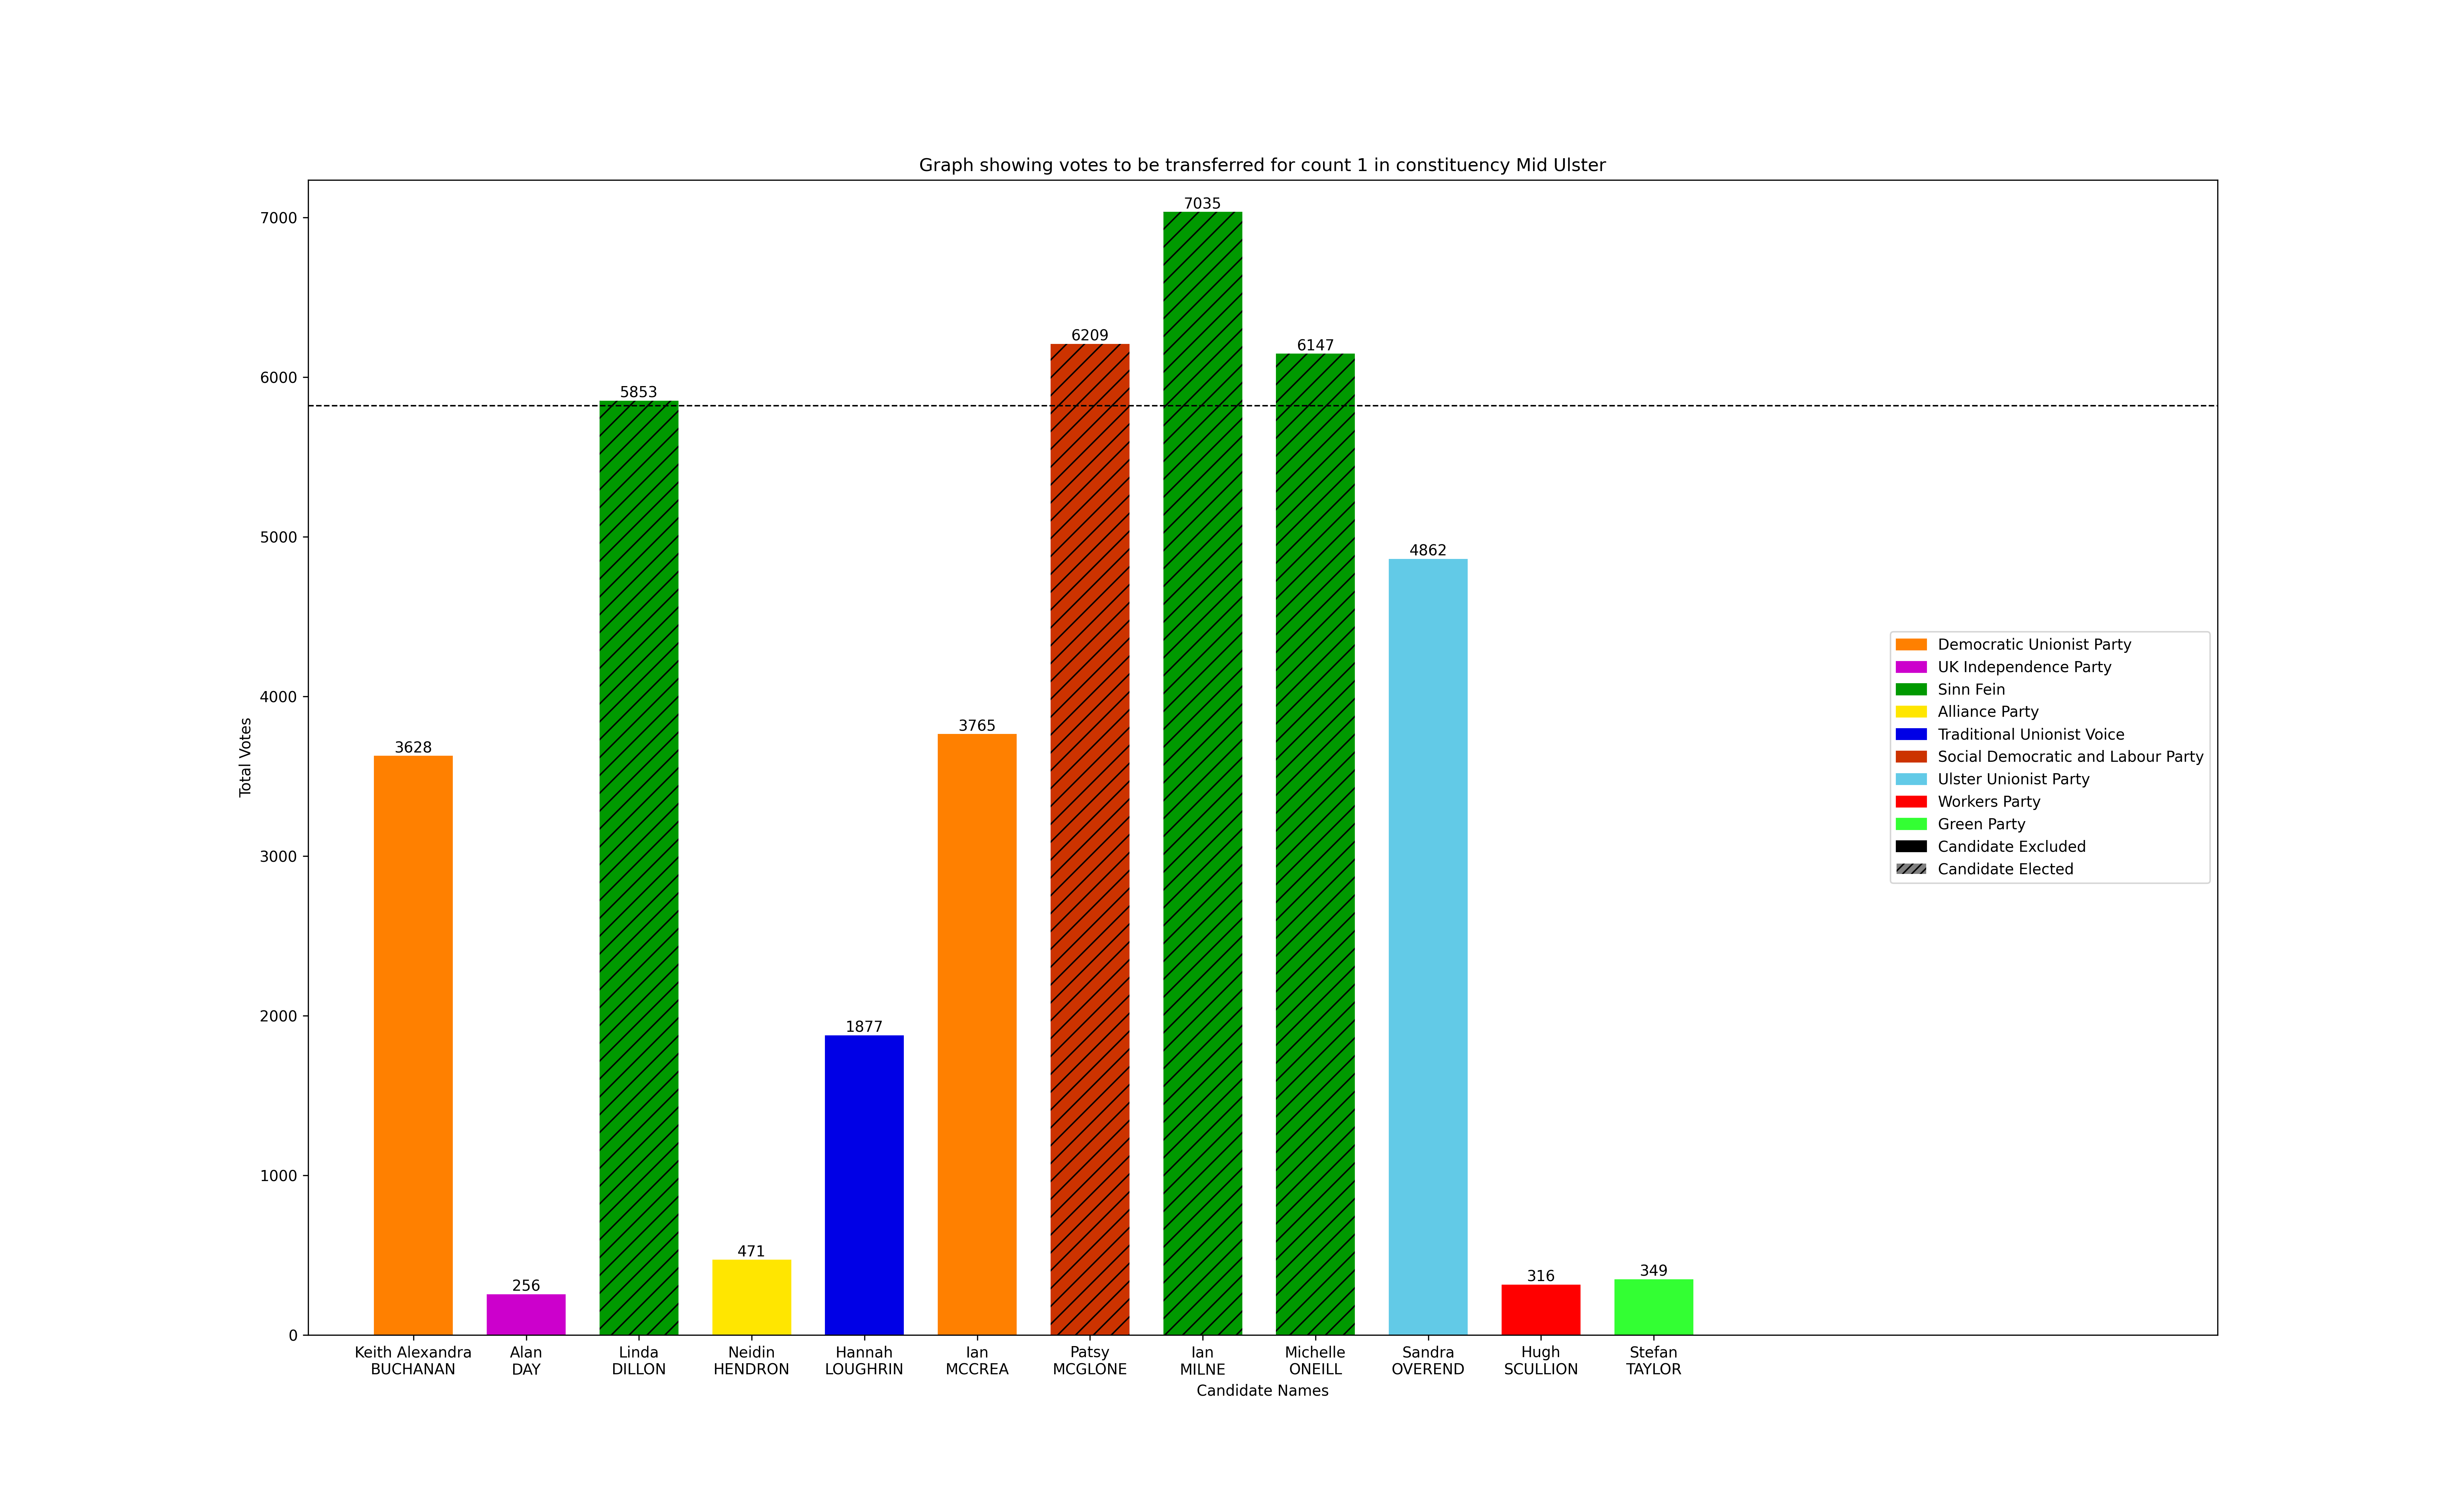 Graph showing votes to be transferred for count 1 in constituency Mid Ulster
7000
6000
5000
4000
3000
2000
1000
0
Total Votes
3628
256
5853
471
1877
3765
6209
7035
6147
4862
316
349
Keith Alexandra
BUCHANAN
Alan
DAY
Linda
DILLON
Neidin
HENDRON
Hannah
LOUGHRIN
Ian
MCCREA
Patsy
MCGLONE
Ian
MILNE
Michelle
ONEILL
Sandra
OVEREND
Hugh
SCULLION
Stefan
TAYLOR
Candidate Names
Democratic Unionist Party
UK Independence Party
Sinn Fein
Alliance Party
Traditional Unionist Voice
Social Democratic and Labour Party
Ulster Unionist Party
Workers Party
Green Party
Candidate Excluded
Candidate Elected